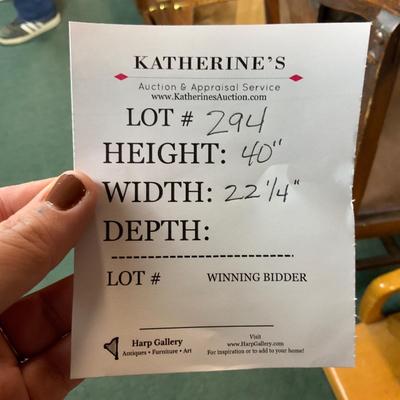 KATHERINE'S
Auction & Appraisal Service
www.KatherinesAuction.com
LOT # 294
HEIGHT: 40"
WIDTH: 22 1/4"
DEPTH:
LOT # WINNING BIDDER
Harp Gallery
Antiques • Furniture • Art
Visit
www.HarpGallery.com
For inspiration or to add to your home!